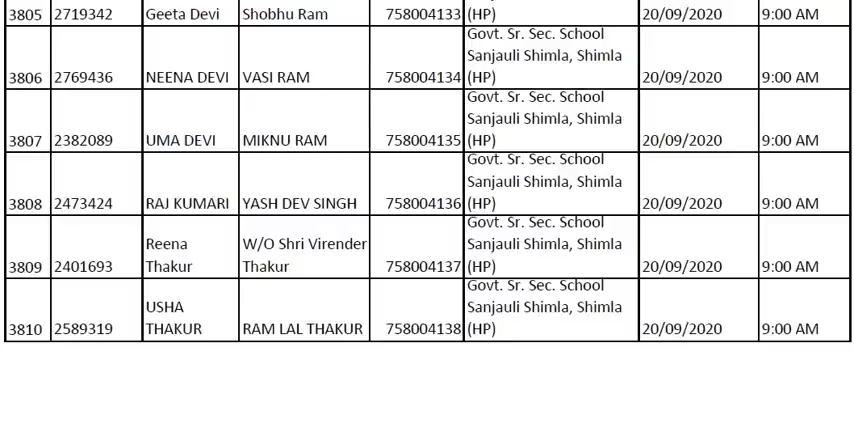 3805 2719342 Geeta Devi Shobhu Ram 758004133 (HP) 20/09/2020 9:00 AM
Govt. Sr. Sec. School
Sanjauli Shimla, Shimla
3806 2769436 NEENA DEVI VASI RAM 758004134 (HP) 20/09/2020 9:00 AM
Govt. Sr. Sec. School
Sanjauli Shimla, Shimla
3807 2382089 UMA DEVI MIKNU RAM 758004135 (HP) 20/09/2020 9:00 AM
Govt. Sr. Sec. School
Sanjauli Shimla, Shimla
3808 2473424 RAJ KUMARI YASH DEV SINGH 758004136 (HP) 20/09/2020 9:00 AM
Govt. Sr. Sec. School
Reena W/O Shri Virender Sanjauli Shimla, Shimla
3809 2401693 Thakur Thakur 758004137 (HP) 20/09/2020 9:00 AM
Govt. Sr. Sec. School
USHA Sanjauli Shimla, Shimla
3810 2589319 THAKUR RAM LAL THAKUR 758004138 (HP) 20/09/2020 9:00 AM